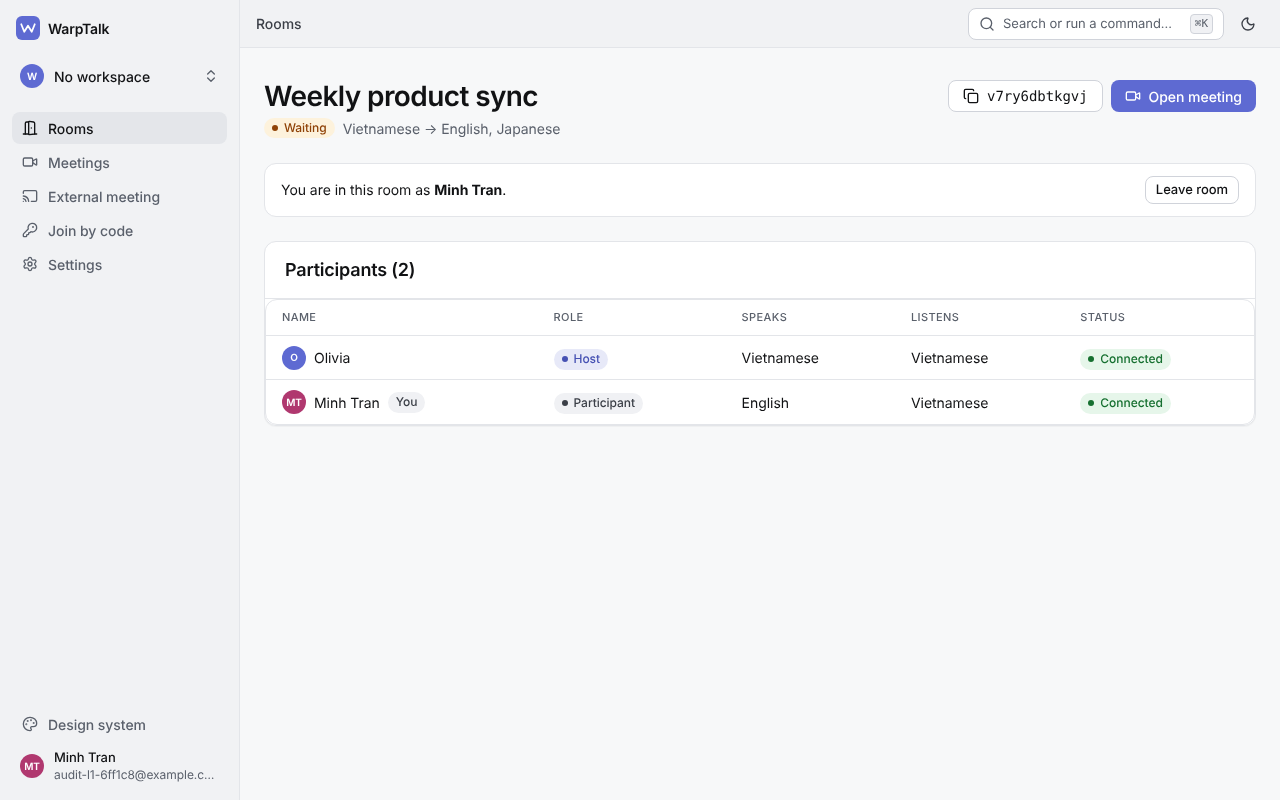 WarpTalk
W No workspace
Rooms
Meetings
External meeting
Join by code
Settings
Design system
MT Minh Tran
audit-l1-6ff1c8@example.c...
Rooms
Search or run a command... ⌘K
Weekly product sync
v7ry6dbtkgvj Open meeting
Waiting Vietnamese → English, Japanese
You are in this room as Minh Tran. Leave room
Participants (2)
NAME ROLE SPEAKS LISTENS STATUS
O Olivia Host Vietnamese Vietnamese Connected
MT Minh Tran You Participant English Vietnamese Connected